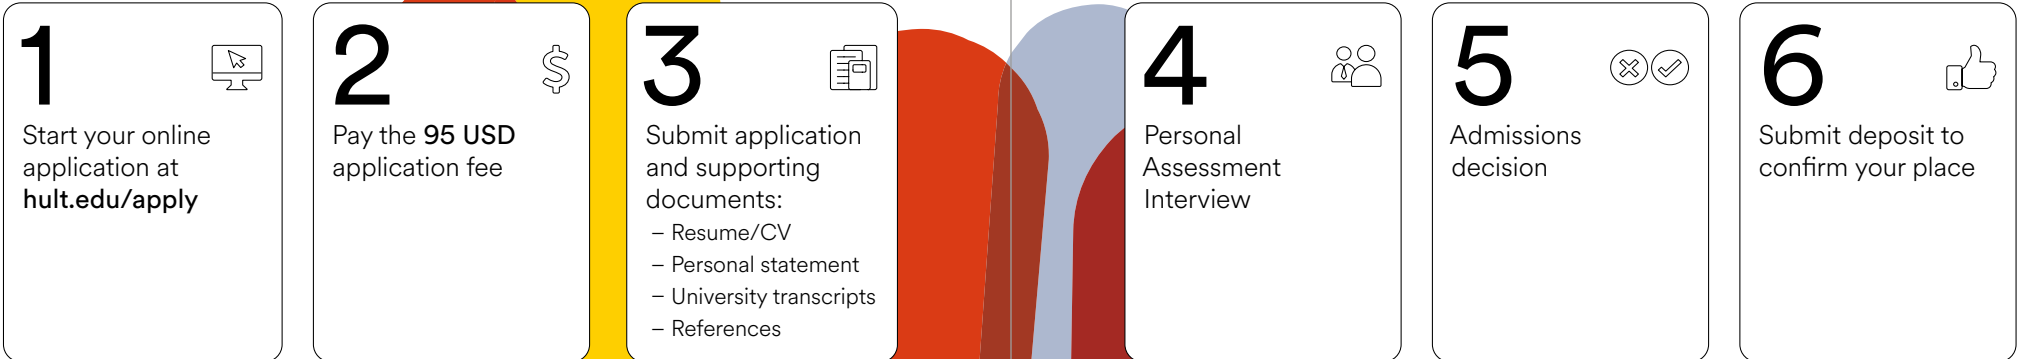 1
Start your online
application at
hult.edu/apply
2
Pay the 95 USD
application fee
3
Submit application
and supporting
documents:
– Resume/CV
– Personal statement
– University transcripts
– References
4
Personal
Assessment
Interview
5
Admissions
decision
6
Submit deposit to
confirm your place